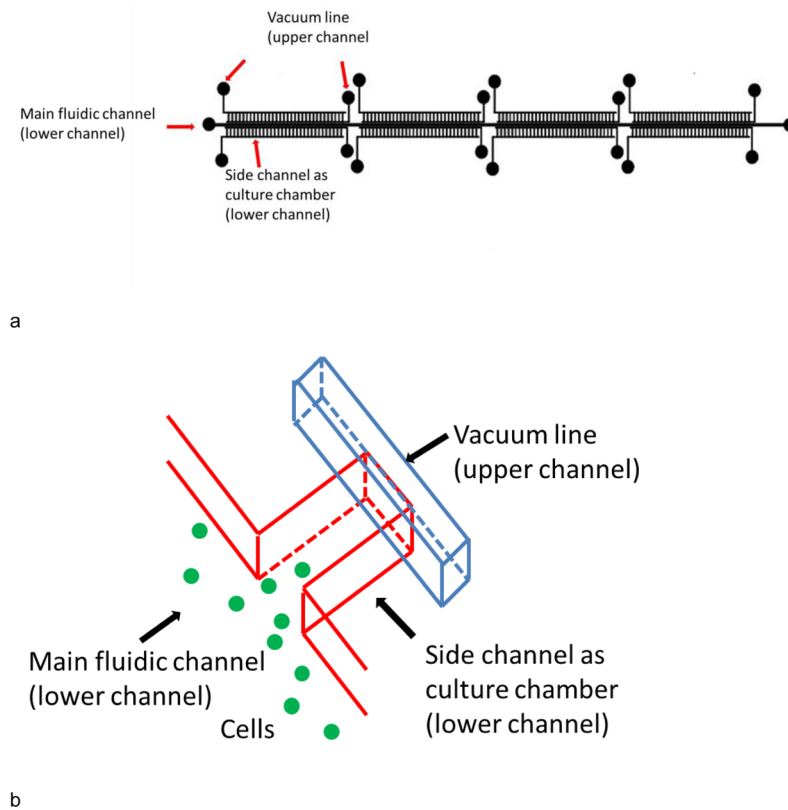 Vacuum line
(upper channel
Main fluidic channel
(lower channel)
Side channel as
culture chamber
(lower channel)
a
Vacuum line
(upper channel)
Main fluidic channel
(lower channel)
Side channel as
culture chamber
(lower channel)
Cells
b